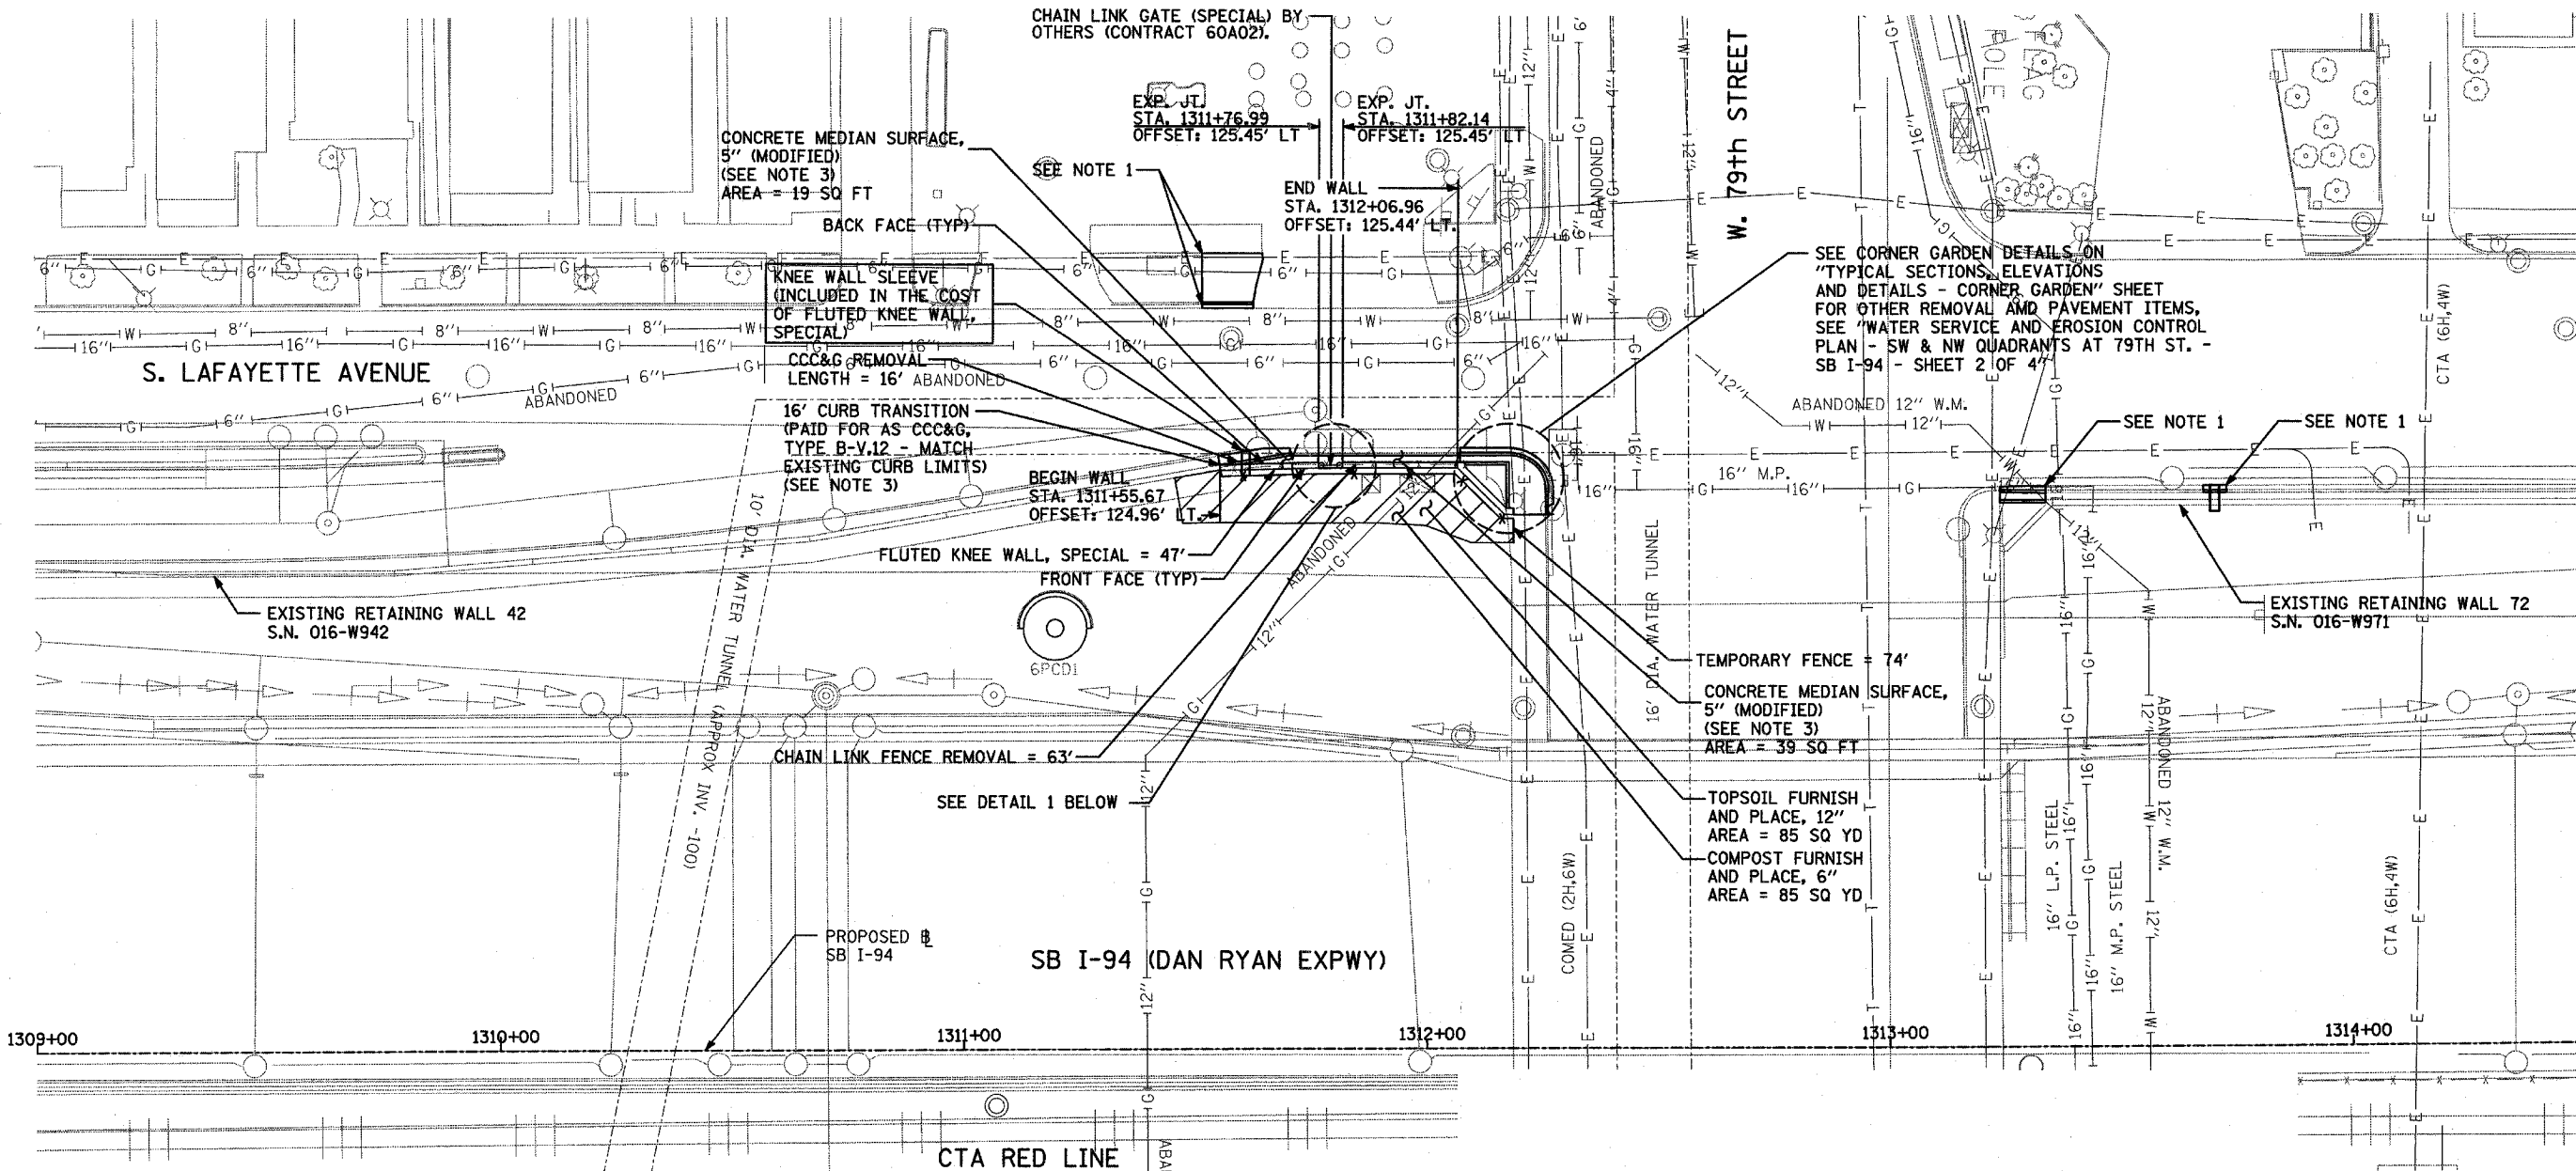 CHAIN LINK GATE (SPECIAL) BY
OTHERS (CONTRACT 60A02).
EXP. JT.
STA. 1311+76.99
OFFSET: 125.45' LT
EXP. JT.
STA. 1311+82.14
OFFSET: 125.45' LT
CONCRETE MEDIAN SURFACE,
5" (MODIFIED)
(SEE NOTE 3)
AREA = 19 SQ FT
SEE NOTE 1
END WALL
STA. 1312+06.96
OFFSET: 125.44' LT.
BACK FACE (TYP)
KNEE WALL SLEEVE
(INCLUDED IN THE COST
OF FLUTED KNEE WALL,
SPECIAL)
W. 79th STREET
FLAG
POLE
SEE CORNER GARDEN DETAILS ON
"TYPICAL SECTIONS, ELEVATIONS
AND DETAILS - CORNER GARDEN" SHEET
FOR OTHER REMOVAL AMD PAVEMENT ITEMS,
SEE "WATER SERVICE AND EROSION CONTROL
PLAN - SW & NW QUADRANTS AT 79TH ST. -
SB I-94 - SHEET 2 OF 4"
CTA (6H,4W)
S. LAFAYETTE AVENUE
ABANDONED
CCC&G REMOVAL
LENGTH = 16'
ABANDONED
ABANDONED
16' CURB TRANSITION
(PAID FOR AS CCC&G,
TYPE B-V.12 - MATCH
EXISTING CURB LIMITS)
(SEE NOTE 3)
BEGIN WALL
STA. 1311+55.67
OFFSET: 124.96' LT.
ABANDONED 12" W.M.
SEE NOTE 1
SEE NOTE 1
16" M.P.
FLUTED KNEE WALL, SPECIAL = 47'
FRONT FACE (TYP)
ABANDONED
EXISTING RETAINING WALL 42
S.N. 016-W942
EXISTING RETAINING WALL 72
S.N. 016-W971
6PCD1
10' DIA. WATER TUNNEL (APPROX INV. -100)
16' DIA. WATER TUNNEL
TEMPORARY FENCE = 74'
CONCRETE MEDIAN SURFACE,
5" (MODIFIED)
(SEE NOTE 3)
AREA = 39 SQ FT
CHAIN LINK FENCE REMOVAL = 63'
SEE DETAIL 1 BELOW
TOPSOIL FURNISH
AND PLACE, 12"
AREA = 85 SQ YD
COMPOST FURNISH
AND PLACE, 6"
AREA = 85 SQ YD
COMED (2H,6W)
16" L.P. STEEL
16" M.P. STEEL
ABANDONED 12" W.M.
CTA (6H,4W)
PROPOSED BL
SB I-94
SB I-94 (DAN RYAN EXPWY)
1309+00
1310+00
1311+00
1312+00
1313+00
1314+00
CTA RED LINE